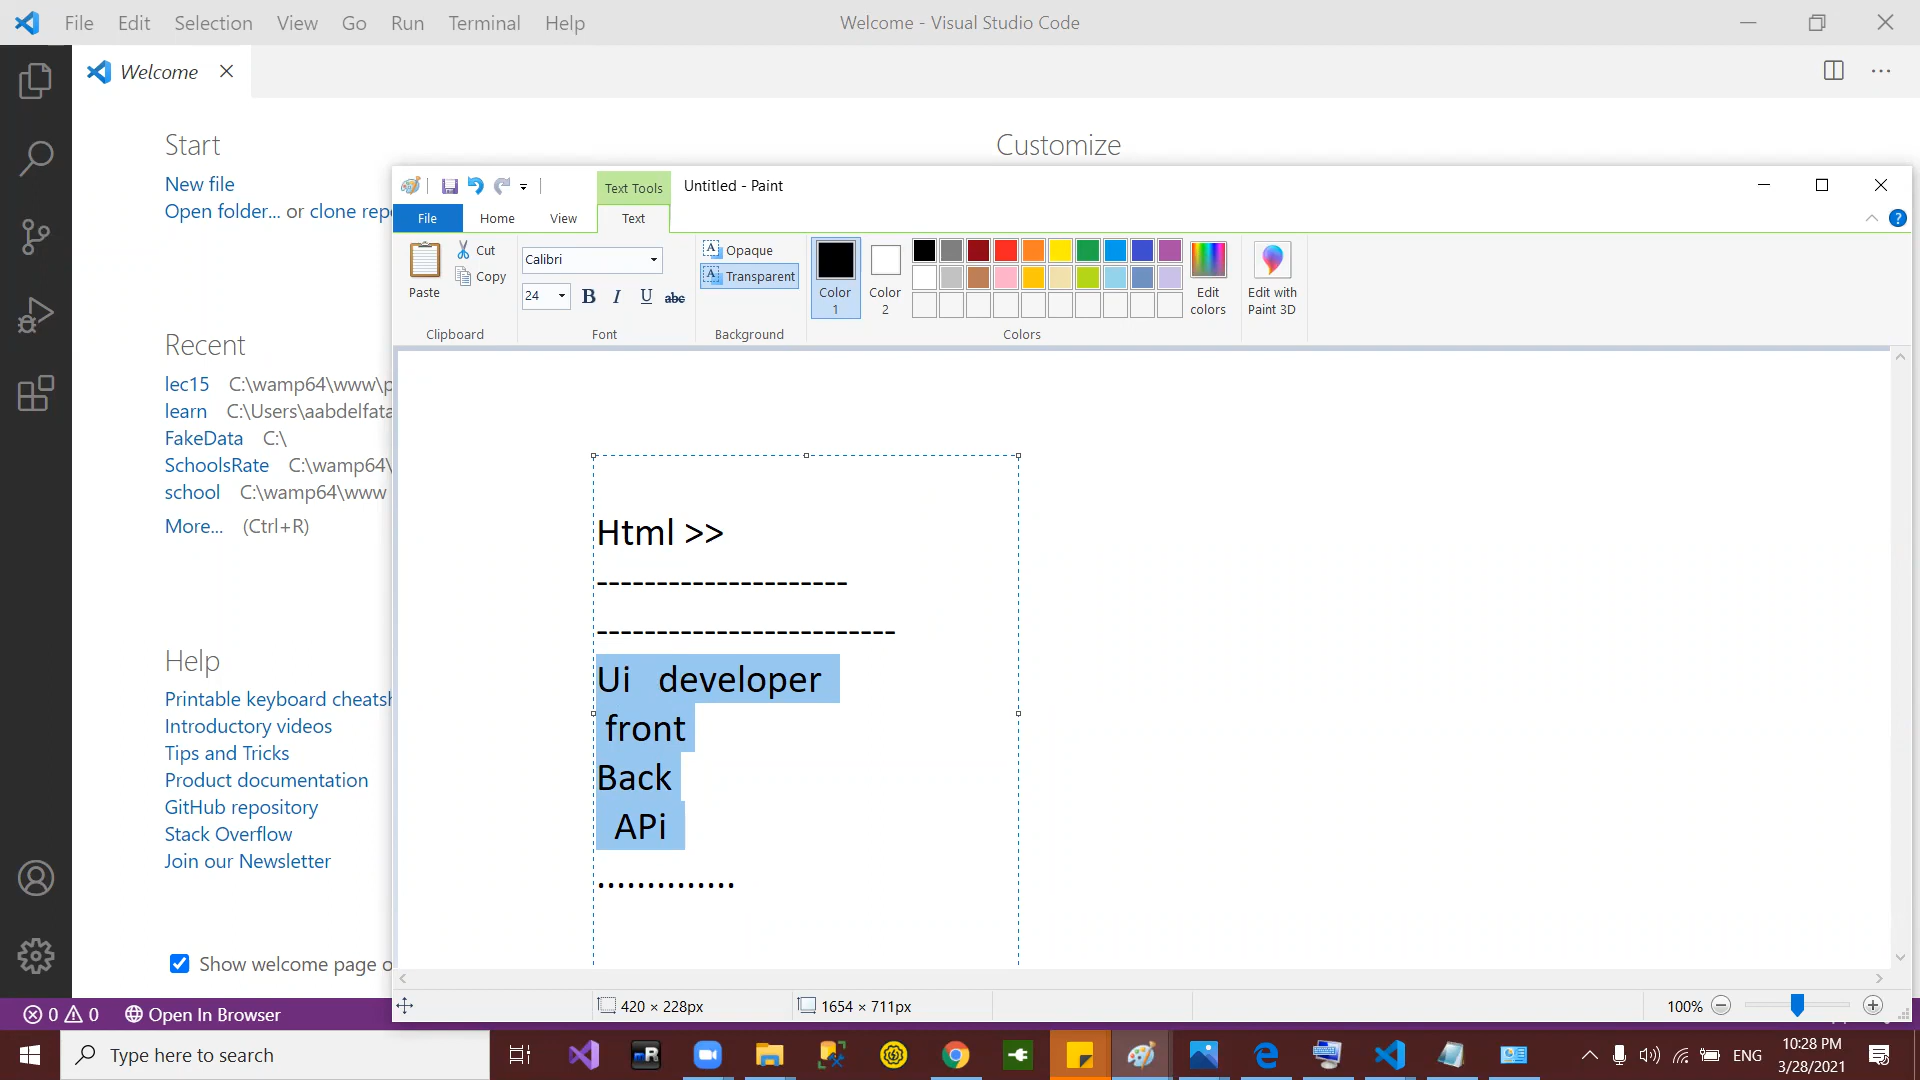 File Edit Selection View Go Run Terminal Help Welcome - Visual Studio Code
Welcome
Start
New file
Open folder... or clone rep
Customize
Recent
lec15 C:\wamp64\www\p
learn C:\Users\aabdelfata
FakeData C:\
SchoolsRate C:\wamp64\
school C:\wamp64\www
More... (Ctrl+R)
Help
Printable keyboard cheatsh
Introductory videos
Tips and Tricks
Product documentation
GitHub repository
Stack Overflow
Join our Newsletter
Show welcome page o
0 0 Open In Browser
Text Tools Untitled - Paint
File Home View Text
Paste Cut Copy
Clipboard
Calibri
24 B I U abc
Font
Opaque
Transparent
Background
Color 1
Color 2
Edit colors
Edit with Paint 3D
Colors
Html >>
---------------------
-------------------------
Ui developer
front
Back
APi
..............
420 × 228px 1654 × 711px 100%
Type here to search
ENG
10:28 PM
3/28/2021